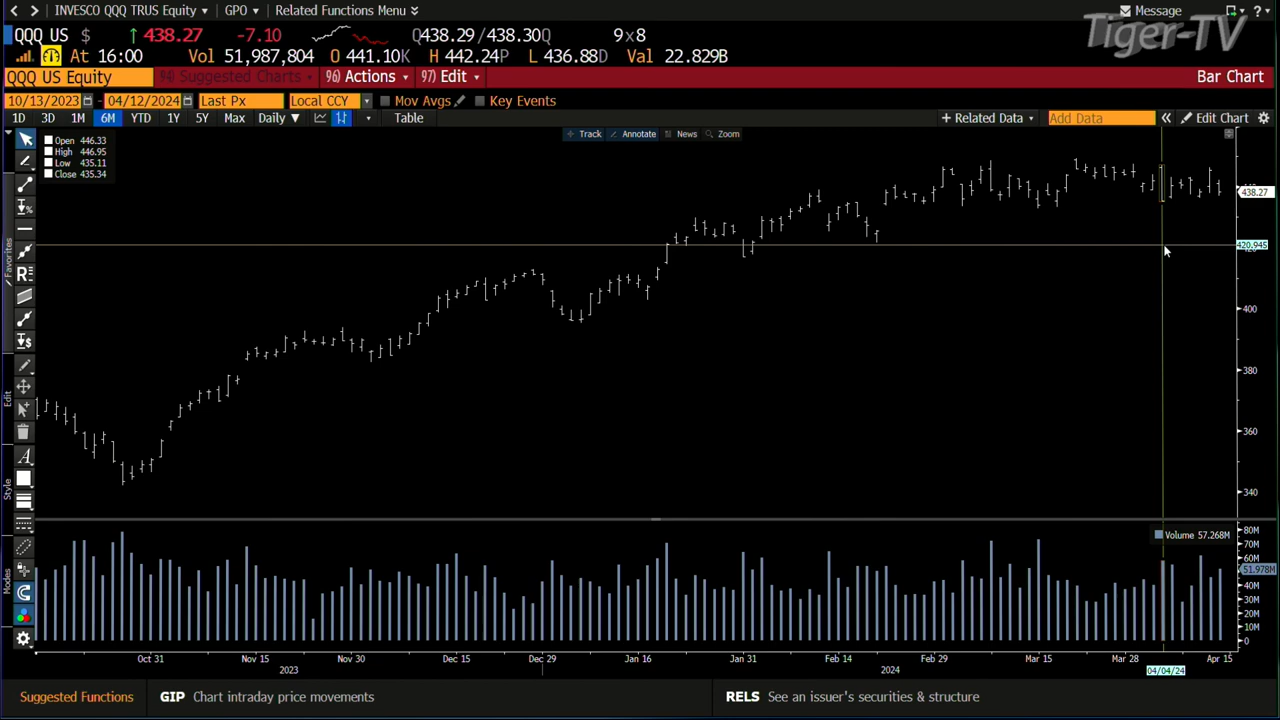 INVESCO QQQ TRUS Equity GPO Related Functions Menu Message ?
QQQ US $ 438.27 -7.10 Q438.29/438.30Q 9x8
At 16:00 Vol 51,987,804 O 441.10K H 442.24P L 436.88D Val 22.829B
Tiger-TV
QQQ US Equity 94) Suggested Charts 96) Actions 97) Edit Bar Chart
10/13/2023 - 04/12/2024 Last Px Local CCY Mov Avgs Key Events
1D 3D 1M 6M YTD 1Y 5Y Max Daily Table + Related Data Add Data « Edit Chart
Track Annotate News Zoom
Open 446.33
High 446.95
Low 435.11
Close 435.34
438.27
420.945
400
380
360
340
Favorites
Edit
Style
Modes
Volume 57.268M
80M
70M
60M
51.978M
40M
30M
20M
10M
0
Oct 31 Nov 15 Nov 30 Dec 15 Dec 29 Jan 16 Jan 31 Feb 14 Feb 29 Mar 15 Mar 28 Apr 15
2023 2024 04/04/24
Suggested Functions GIP Chart intraday price movements RELS See an issuer's securities & structure